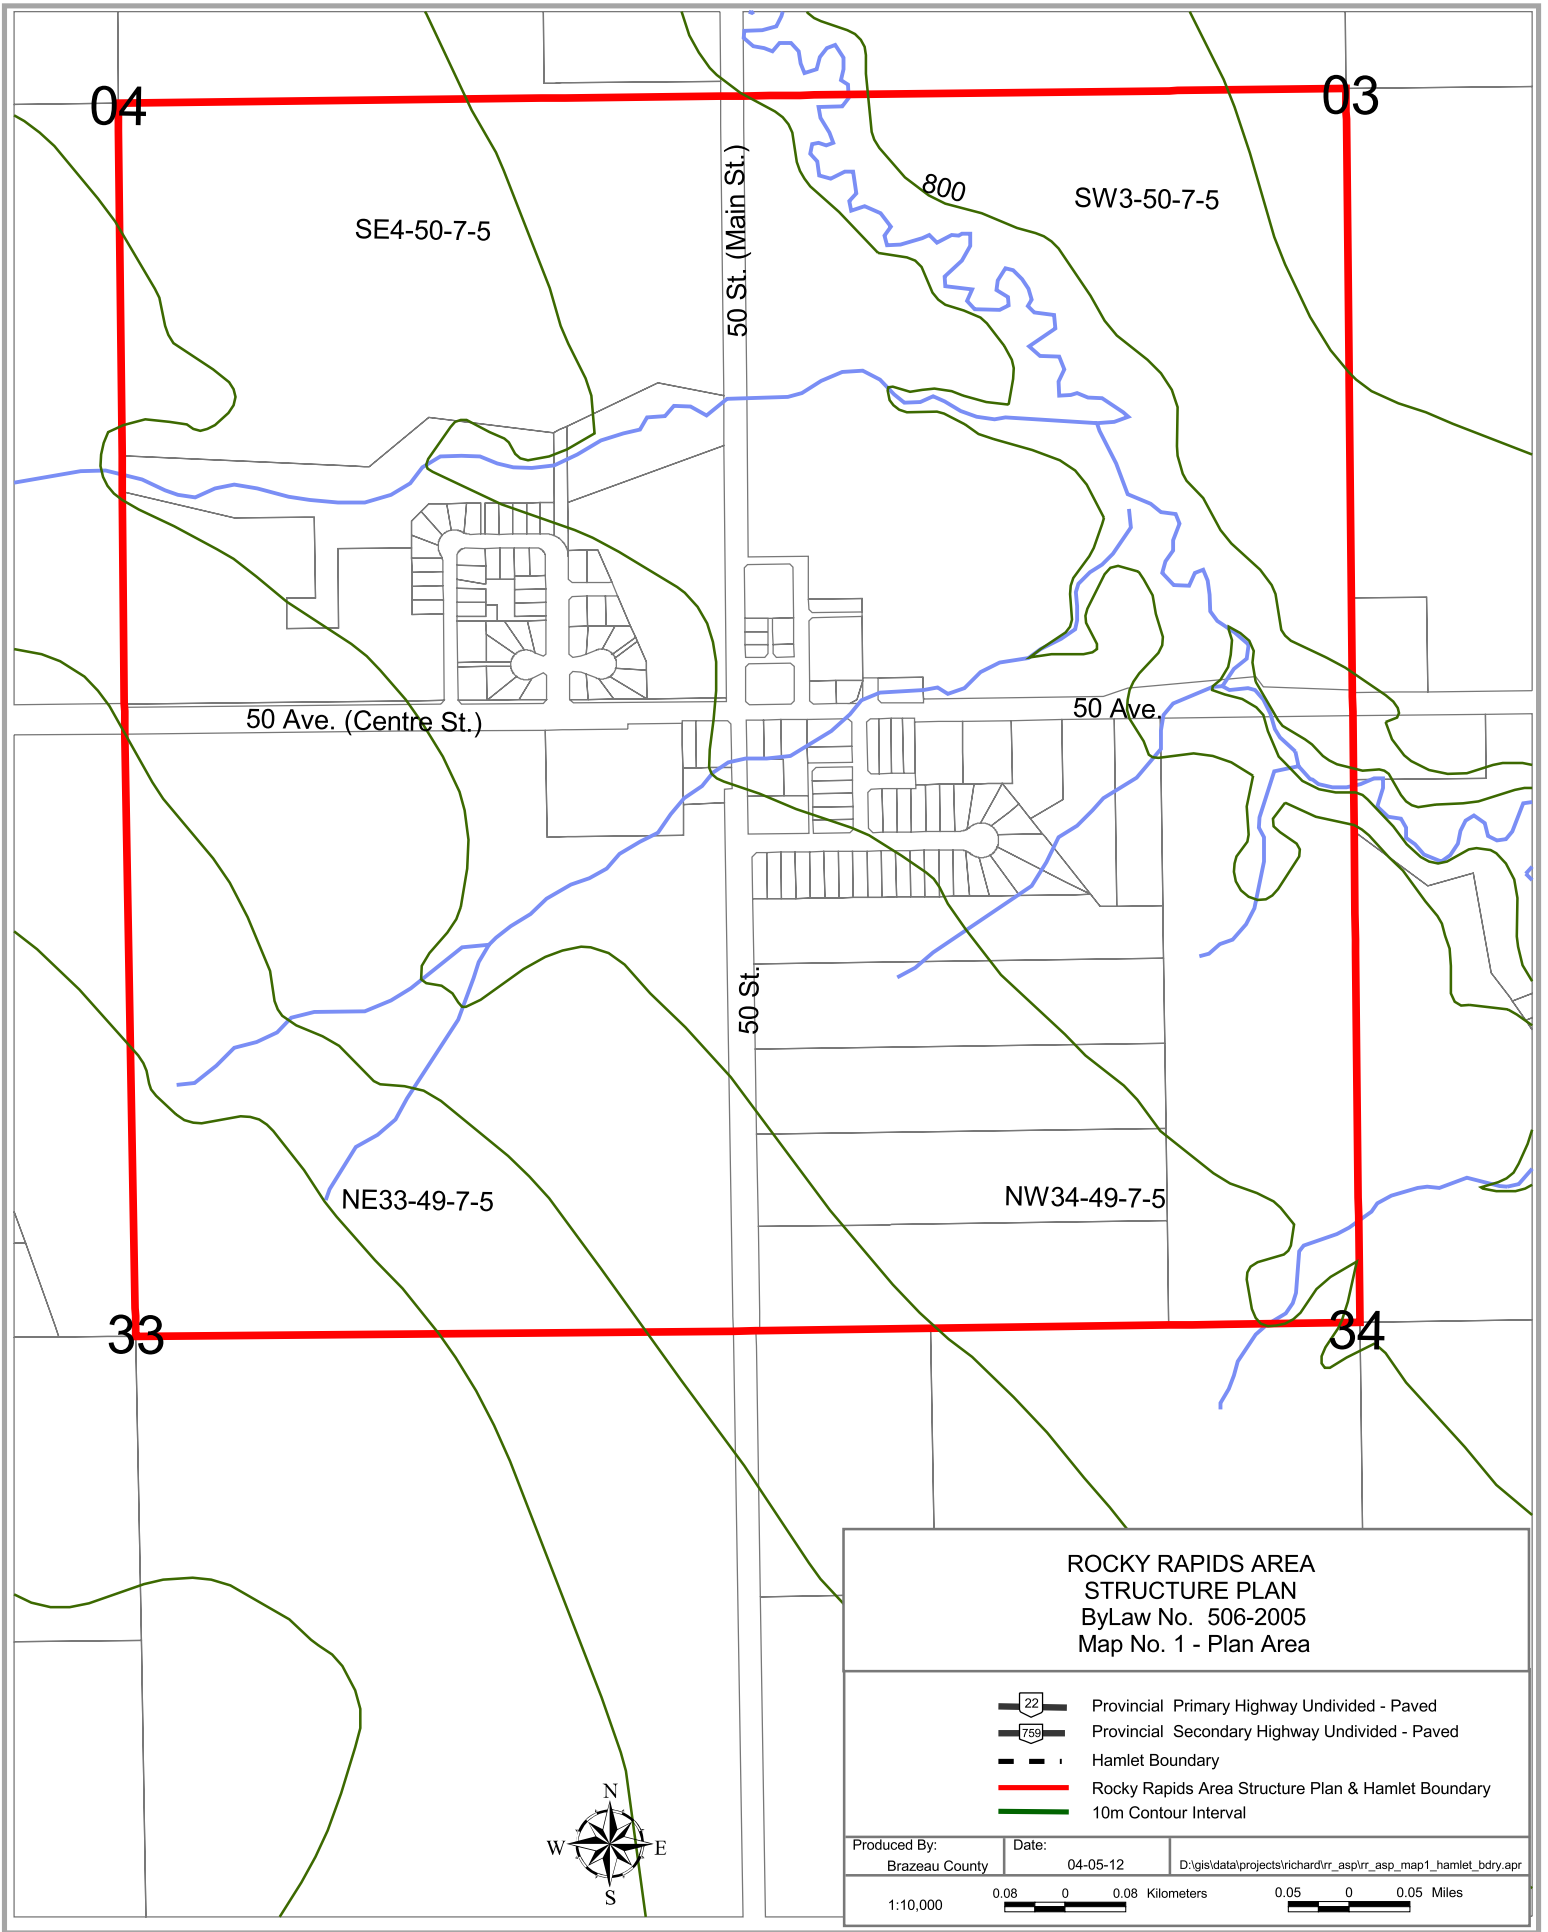 04
03
800
SE4-50-7-5
SW3-50-7-5
50 St. (Main St.)
50 Ave. (Centre St.)
50 Ave.
50 St.
NE33-49-7-5
NW34-49-7-5
33
34
ROCKY RAPIDS AREA
STRUCTURE PLAN
ByLaw No. 506-2005
Map No. 1 - Plan Area
22 Provincial Primary Highway Undivided - Paved
759 Provincial Secondary Highway Undivided - Paved
Hamlet Boundary
Rocky Rapids Area Structure Plan & Hamlet Boundary
10m Contour Interval
N
W E
S
Produced By: Date:
Brazeau County 04-05-12 D:\gis\data\projects\richard\rr_asp\rr_asp_map1_hamlet_bdry.apr
1:10,000 0.08 0 0.08 Kilometers 0.05 0 0.05 Miles